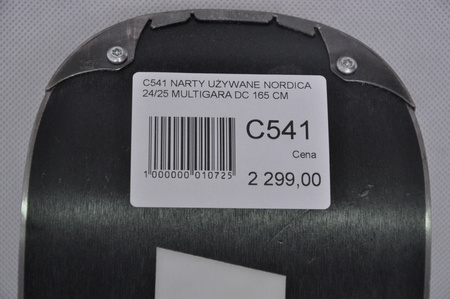 C541 NARTY UŻYWANE NORDICA
24/25 MULTIGARA DC 165 CM
C541
Cena
1 000000 010725
2 299,00